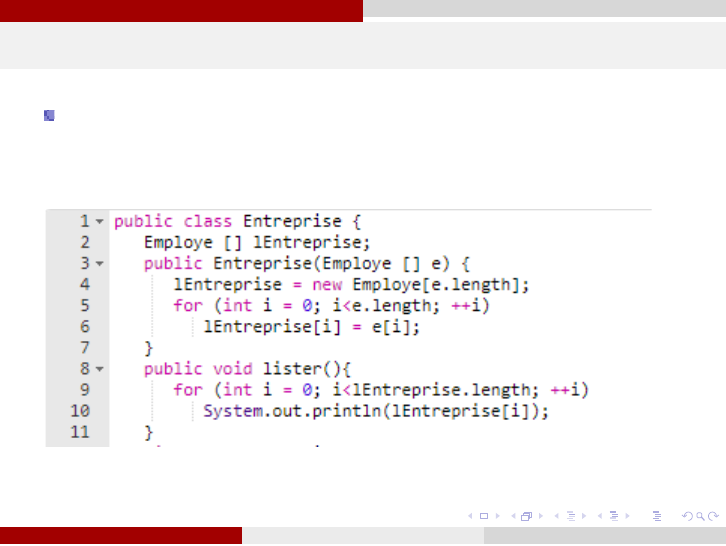 1 public class Entreprise {
2 Employe [] lEntreprise;
3 public Entreprise(Employe [] e) {
4 lEntreprise = new Employe[e.length];
5 for (int i = 0; i<e.length; ++i)
6 lEntreprise[i] = e[i];
7 }
8 public void lister(){
9 for (int i = 0; i<lEntreprise.length; ++i)
10 System.out.println(lEntreprise[i]);
11 }